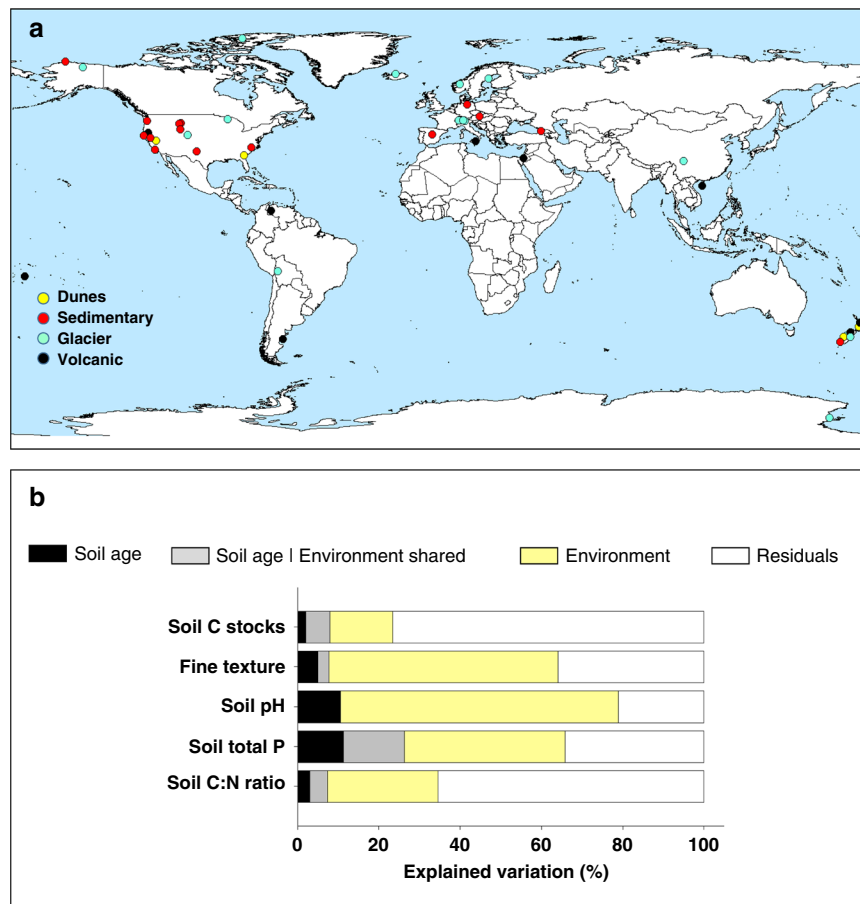 a
Dunes
Sedimentary
Glacier
Volcanic
b
Soil age
Soil age | Environment shared
Environment
Residuals
Soil C stocks
Fine texture
Soil pH
Soil total P
Soil C:N ratio
0 20 40 60 80 100
Explained variation (%)